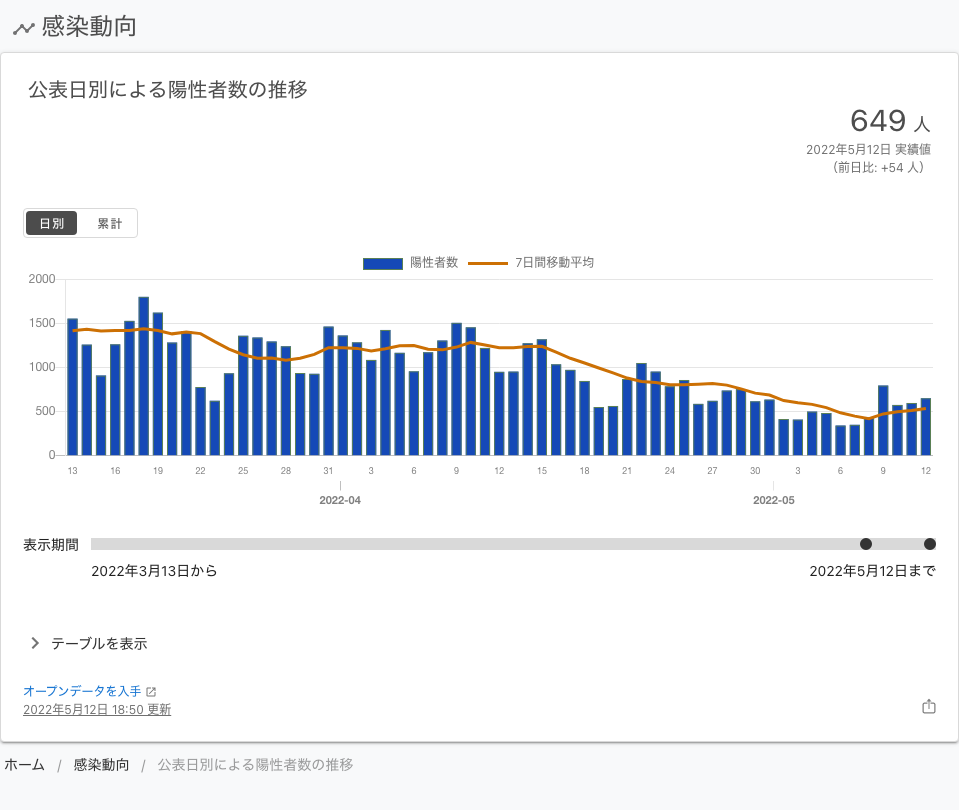 感染動向
公表日別による陽性者数の推移
649 人
2022年5月12日 実績値
（前日比: +54 人）
日別 累計
陽性者数 7日間移動平均
2000
1500
1000
500
0
13 16 19 22 25 28 31 3 6 9 12 15 18 21 24 27 30 3 6 9 12
2022-04 2022-05
表示期間
2022年3月13日から 2022年5月12日まで
テーブルを表示
オープンデータを入手
2022年5月12日 18:50 更新
ホーム / 感染動向 / 公表日別による陽性者数の推移